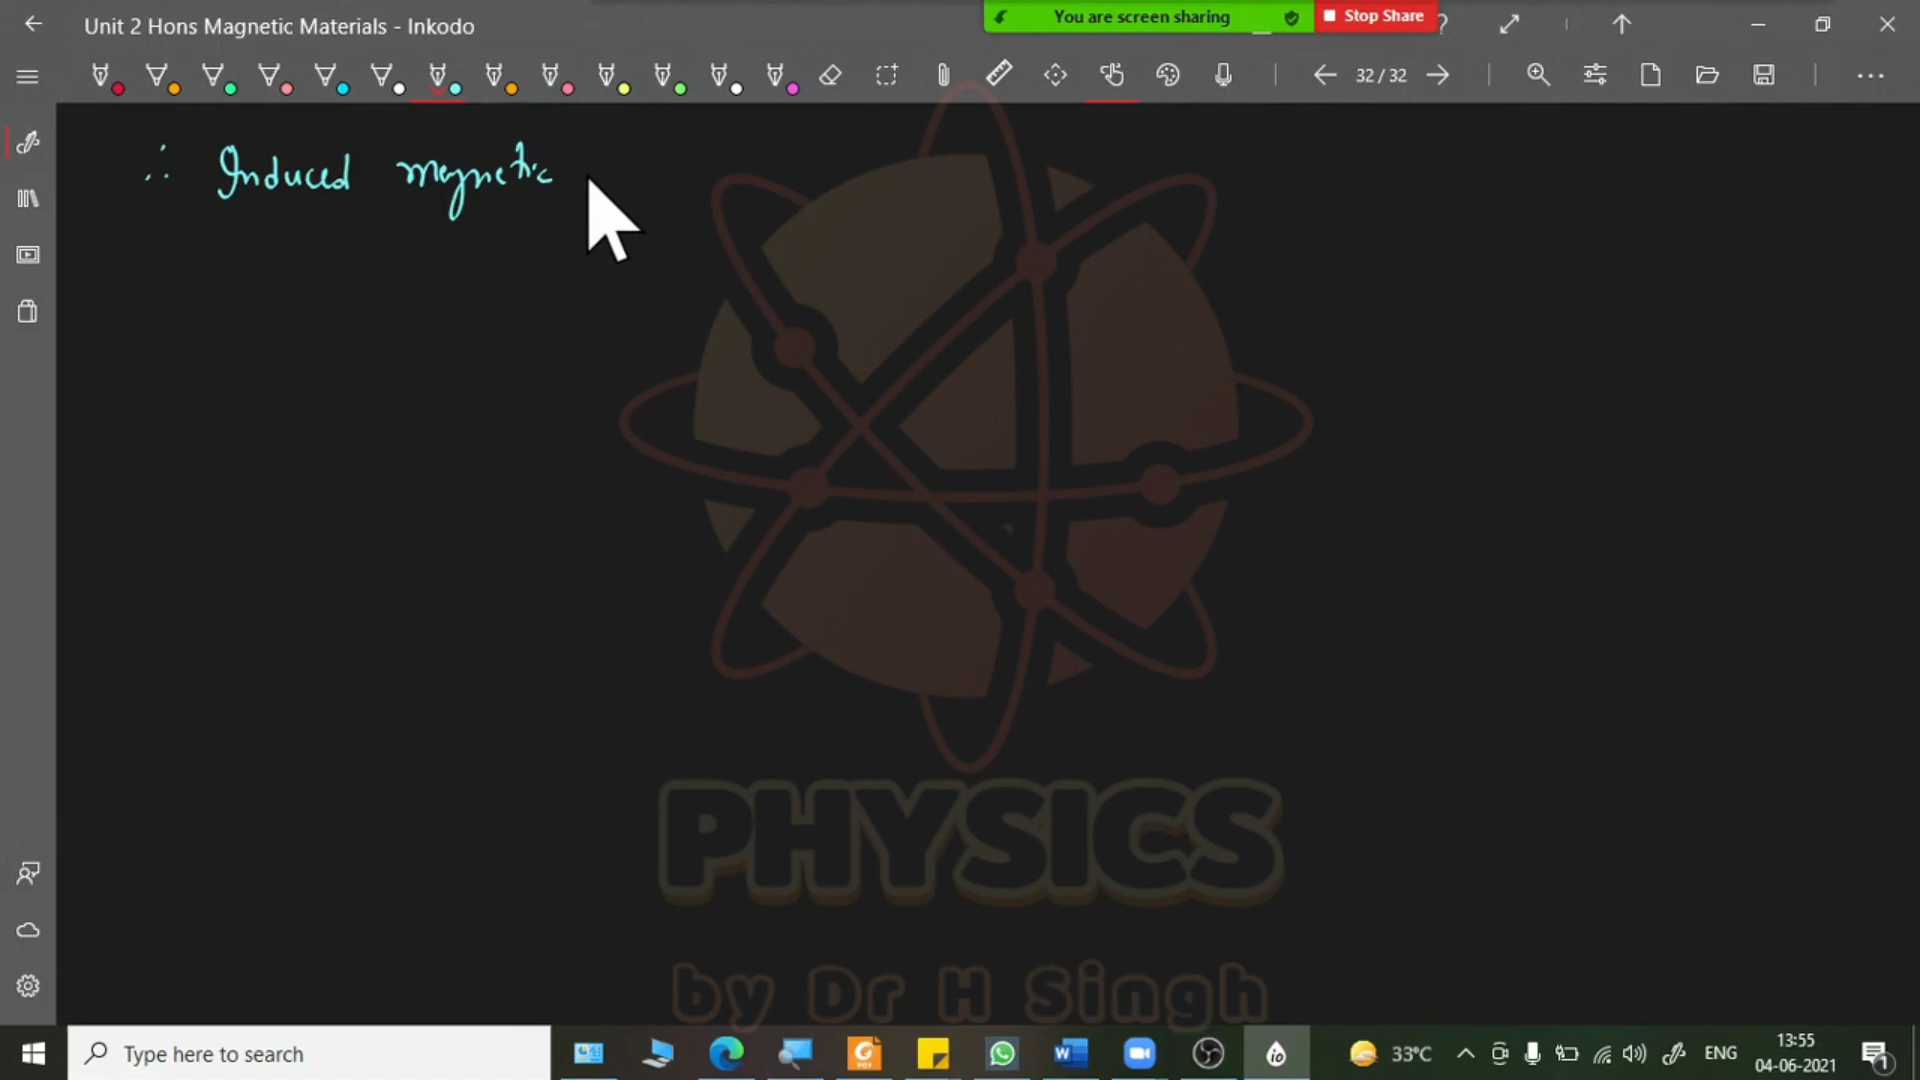 Unit 2 Hons Magnetic Materials - Inkodo
You are screen sharing
Stop Share
?
32 / 32
∴ Induced magnetic
PHYSICS
by Dr H Singh
Type here to search
33°C
ENG
13:55
04-06-2021
1